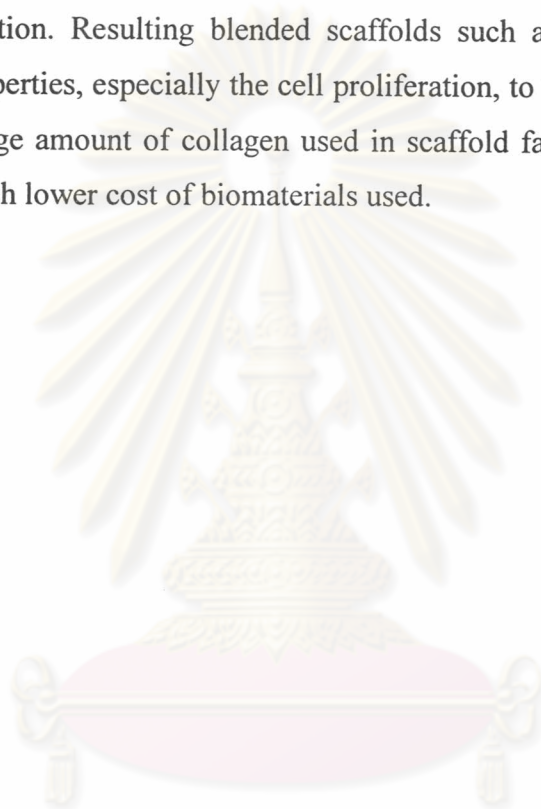 tion. Resulting blended scaffolds such a
perties, especially the cell proliferation, to
ge amount of collagen used in scaffold fa
h lower cost of biomaterials used.